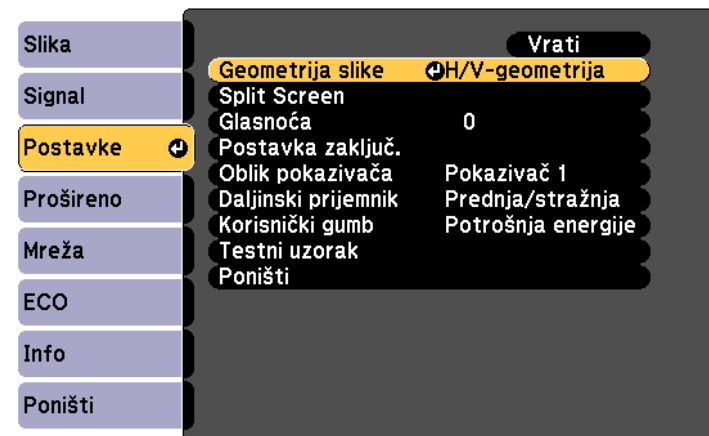 Slika
Signal
Postavke
Prošireno
Mreža
ECO
Info
Poništi
Vrati
Geometrija slike H/V-geometrija
Split Screen
Glasnoća 0
Postavka zaključ.
Oblik pokazivača Pokazivač 1
Daljinski prijemnik Prednja/stražnja
Korisnički gumb Potrošnja energije
Testni uzorak
Poništi